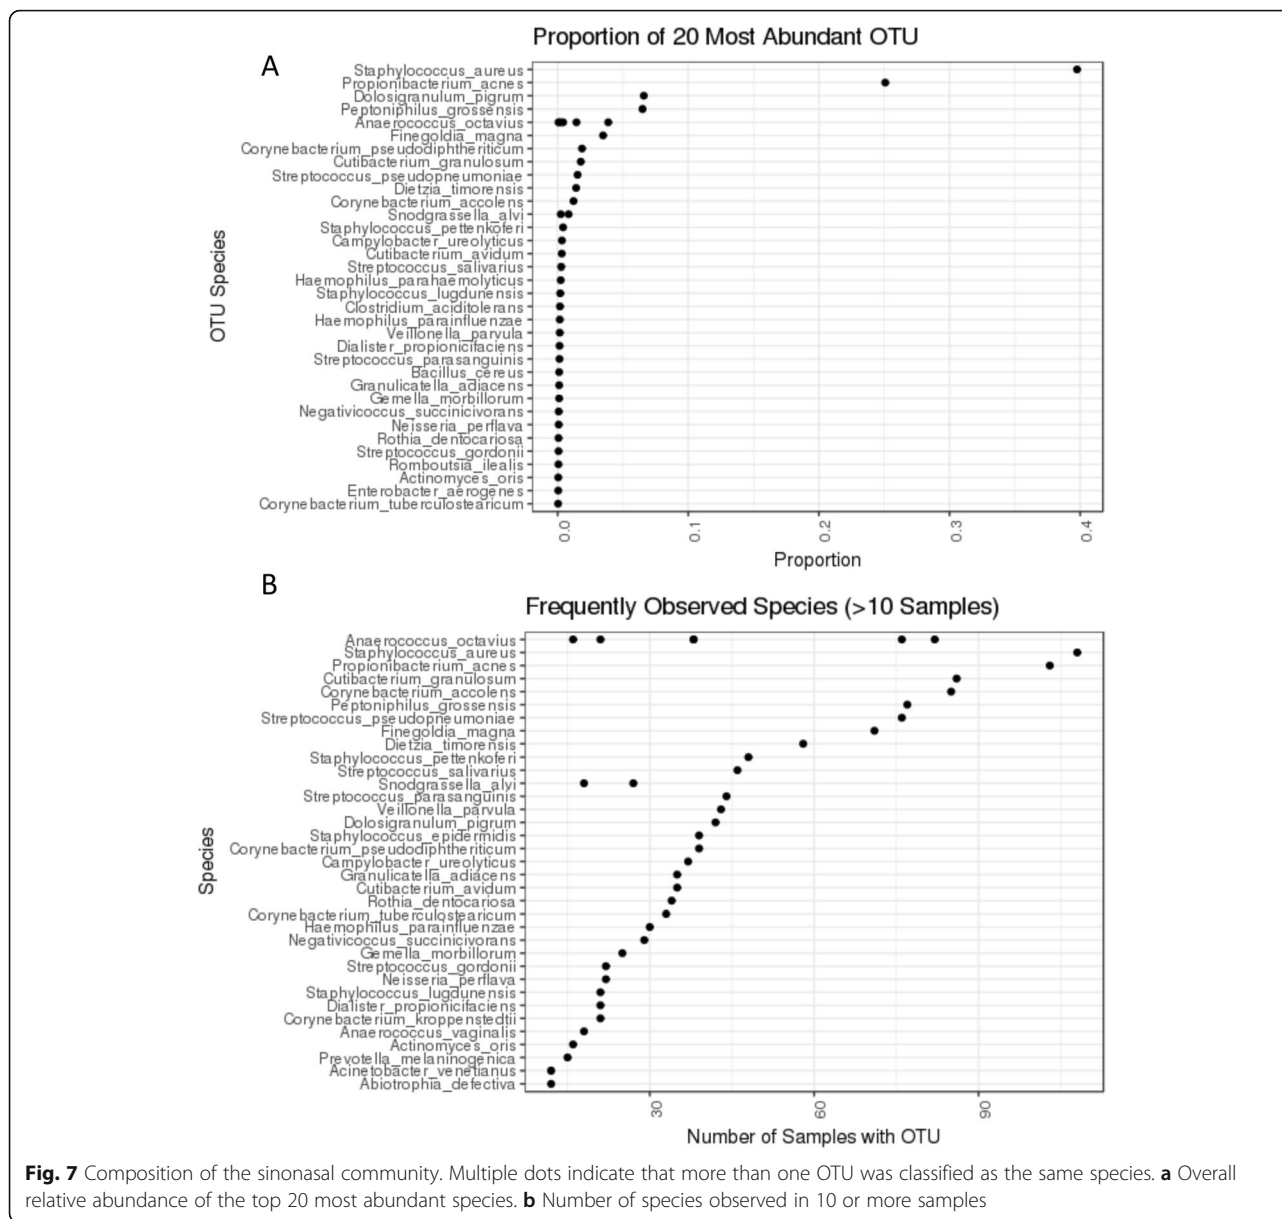 A
Proportion of 20 Most Abundant OTU
Staphylococcus_aureus
Propionibacterium_acnes
Dolosigranulum_pigrum
Peptoniphilus_grossensis
Anaerococcus_octavius
Finegoldia_magna
Corynebacterium_pseudodiphtheriticum
Cutibacterium_granulosum
Streptococcus_pseudopneumoniae
Dietzia_timorensis
Corynebacterium_accolens
Snodgrassella_alvi
Staphylococcus_pettenkoferi
Campylobacter_ureolyticus
Cutibacterium_avidum
Streptococcus_salivarius
Haemophilus_parahaemolyticus
Staphylococcus_lugdunensis
Clostridium_aciditolerans
Haemophilus_parainfluenzae
Veillonella_parvula
Dialister_propionicifaciens
Streptococcus_parasanguinis
Bacillus_cereus
Granulicatella_adiacens
Gemella_morbillorum
Negativicoccus_succinicivorans
Neisseria_perflava
Rothia_dentocariosa
Streptococcus_gordonii
Romboutsia_ilealis
Actinomyces_oris
Enterobacter_aerogenes
Corynebacterium_tuberculostearicum
OTU Species
0.0 0.1 0.2 0.3 0.4
Proportion
B
Frequently Observed Species (>10 Samples)
Anaerococcus_octavius
Staphylococcus_aureus
Propionibacterium_acnes
Cutibacterium_granulosum
Corynebacterium_accolens
Peptoniphilus_grossensis
Streptococcus_pseudopneumoniae
Finegoldia_magna
Dietzia_timorensis
Staphylococcus_pettenkoferi
Streptococcus_salivarius
Snodgrassella_alvi
Streptococcus_parasanguinis
Veillonella_parvula
Dolosigranulum_pigrum
Staphylococcus_epidermidis
Corynebacterium_pseudodiphtheriticum
Campylobacter_ureolyticus
Granulicatella_adiacens
Cutibacterium_avidum
Rothia_dentocariosa
Corynebacterium_tuberculostearicum
Haemophilus_parainfluenzae
Negativicoccus_succinicivorans
Gemella_morbillorum
Streptococcus_gordonii
Neisseria_perflava
Staphylococcus_lugdunensis
Dialister_propionicifaciens
Corynebacterium_kroppenstedtii
Anaerococcus_vaginalis
Actinomyces_oris
Prevotella_melaninogenica
Acinetobacter_venetianus
Abiotrophia_defectiva
Species
30 60 90
Number of Samples with OTU
Fig. 7 Composition of the sinonasal community. Multiple dots indicate that more than one OTU was classified as the same species. a Overall
relative abundance of the top 20 most abundant species. b Number of species observed in 10 or more samples